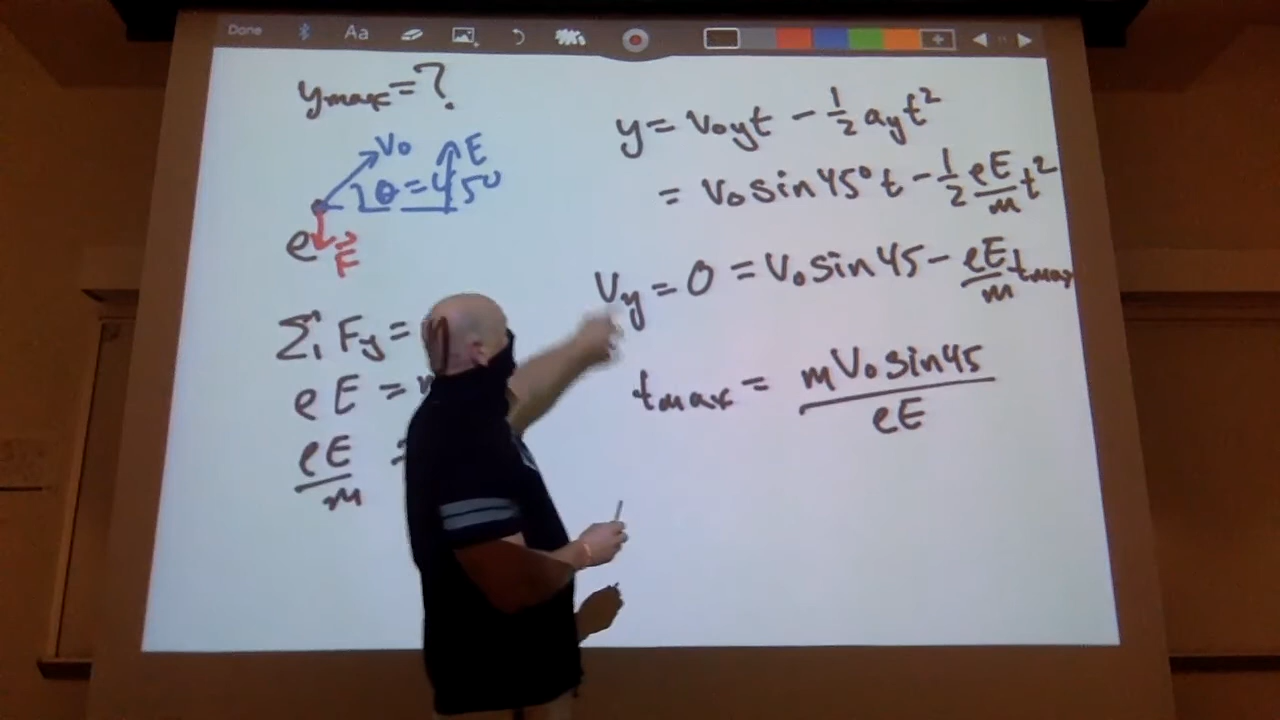 Done Aa
y_max = ?
v₀
E
θ = 45°
e F⃗
Σ F_y =
eE =
eE/m =
y = v₀yt − ½ a_y t²
= v₀ sin 45° t − ½ eE/m t²
V_y = 0 = v₀ sin 45 − eE/m t_max
t_max = mv₀ sin 45 / eE